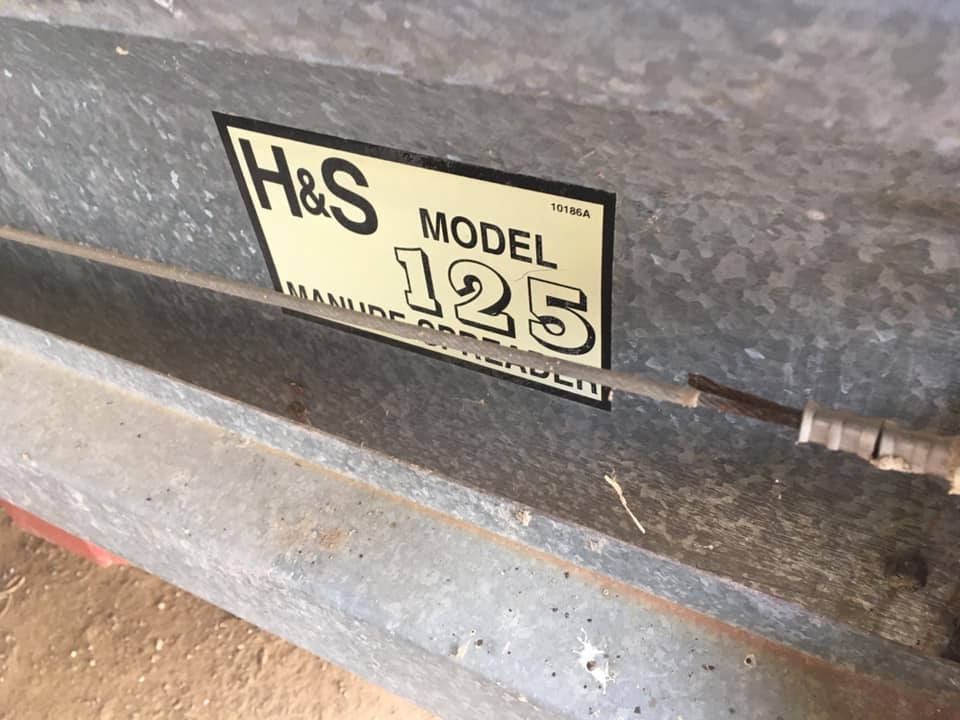 H&S
10186A
MODEL
125
MANURE SPREADER